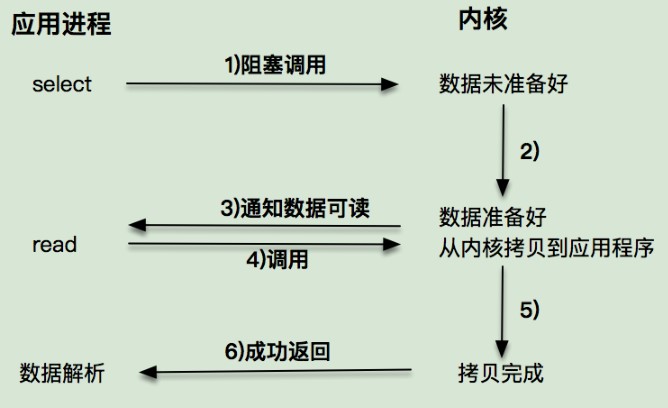 应用进程
内核
1)阻塞调用
select
数据未准备好
2)
3)通知数据可读
数据准备好
read
从内核拷贝到应用程序
4)调用
5)
6)成功返回
数据解析
拷贝完成